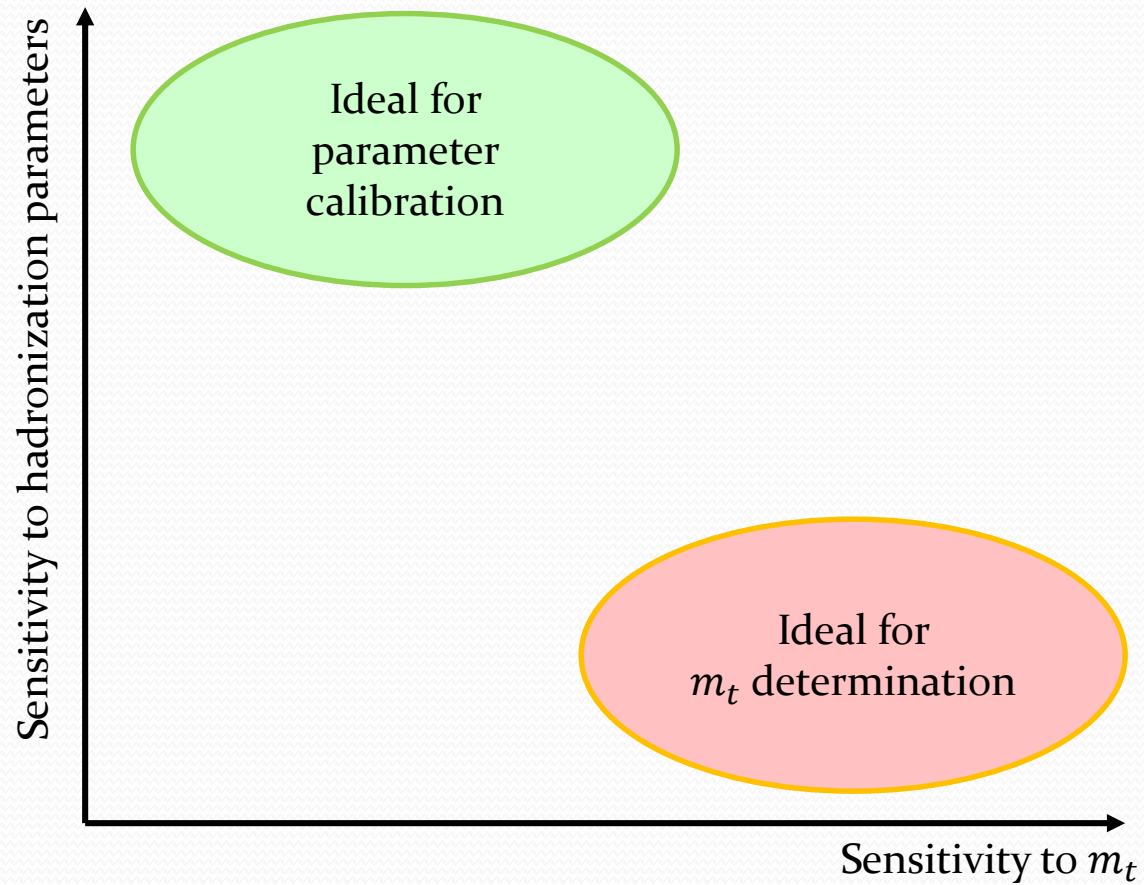 Sensitivity to hadronization parameters
Ideal for
parameter
calibration
Ideal for
$m_t$ determination
Sensitivity to $m_t$